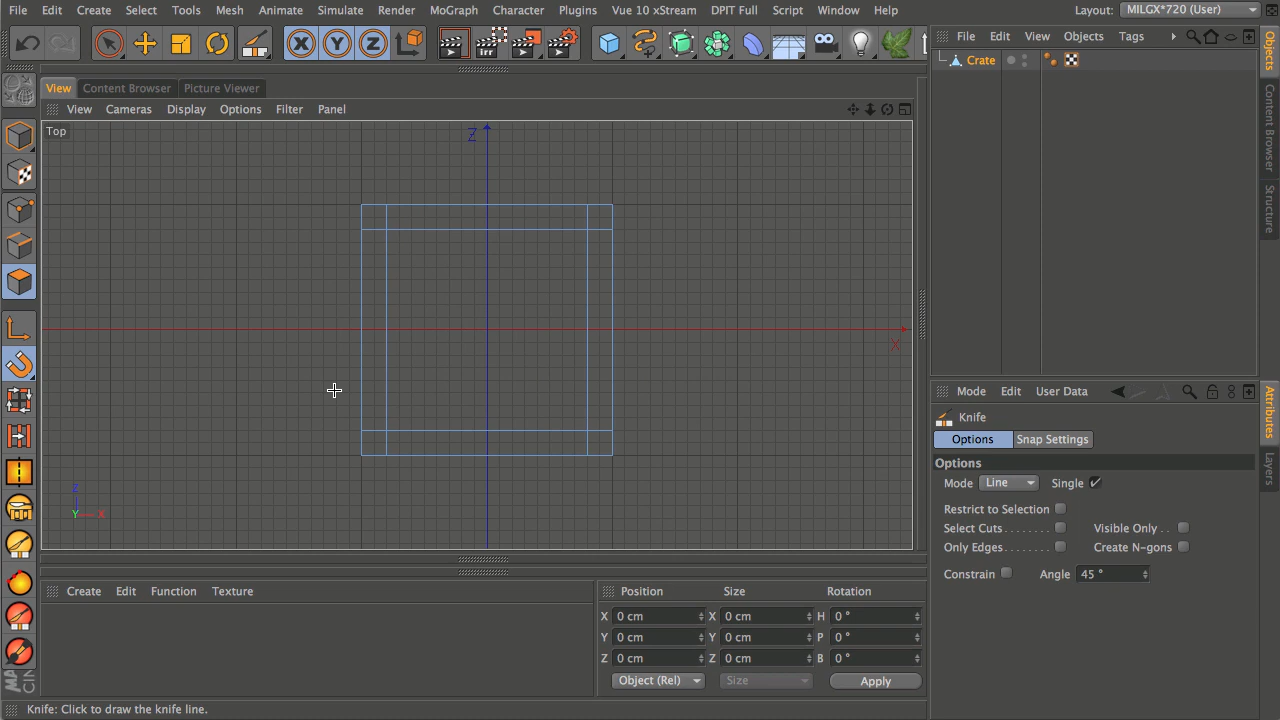 File Edit Create Select Tools Mesh Animate Simulate Render MoGraph Character Plugins Vue 10 xStream DPIT Full Script Window Help Layout: MILGX*720 (User)
X Y Z irr
View Content Browser Picture Viewer
View Cameras Display Options Filter Panel
Top
Z
X
Z
Y X
File Edit View Objects Tags
Crate
Objects
Content Browser
Structure
Mode Edit User Data
Knife
Options Snap Settings
Options
Mode Line Single
Restrict to Selection
Select Cuts Visible Only
Only Edges Create N-gons
Constrain Angle 45 °
Attributes
Layers
Create Edit Function Texture
Position Size Rotation
X 0 cm X 0 cm H 0 °
Y 0 cm Y 0 cm P 0 °
Z 0 cm Z 0 cm B 0 °
Object (Rel) Size Apply
Knife: Click to draw the knife line.